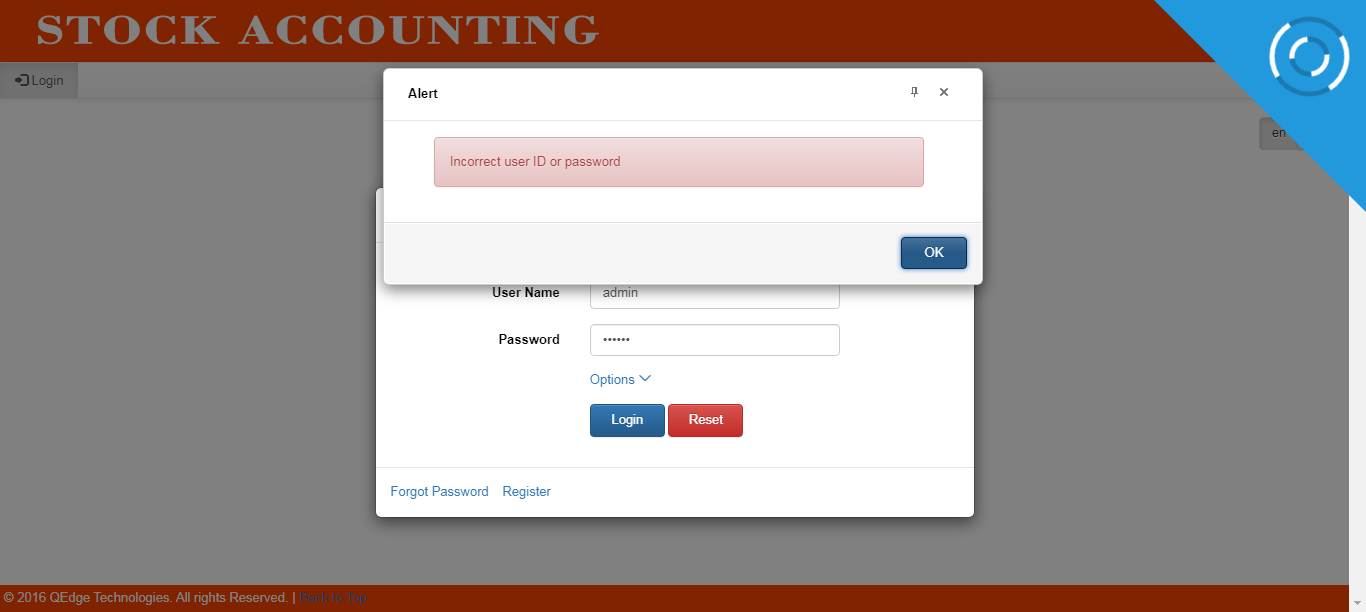 STOCK ACCOUNTING
Login
Alert
en
Incorrect user ID or password
OK
User Name
admin
Password
••••••
Options
Login
Reset
Forgot Password
Register
© 2016 QEdge Technologies. All rights Reserved. | Back to Top